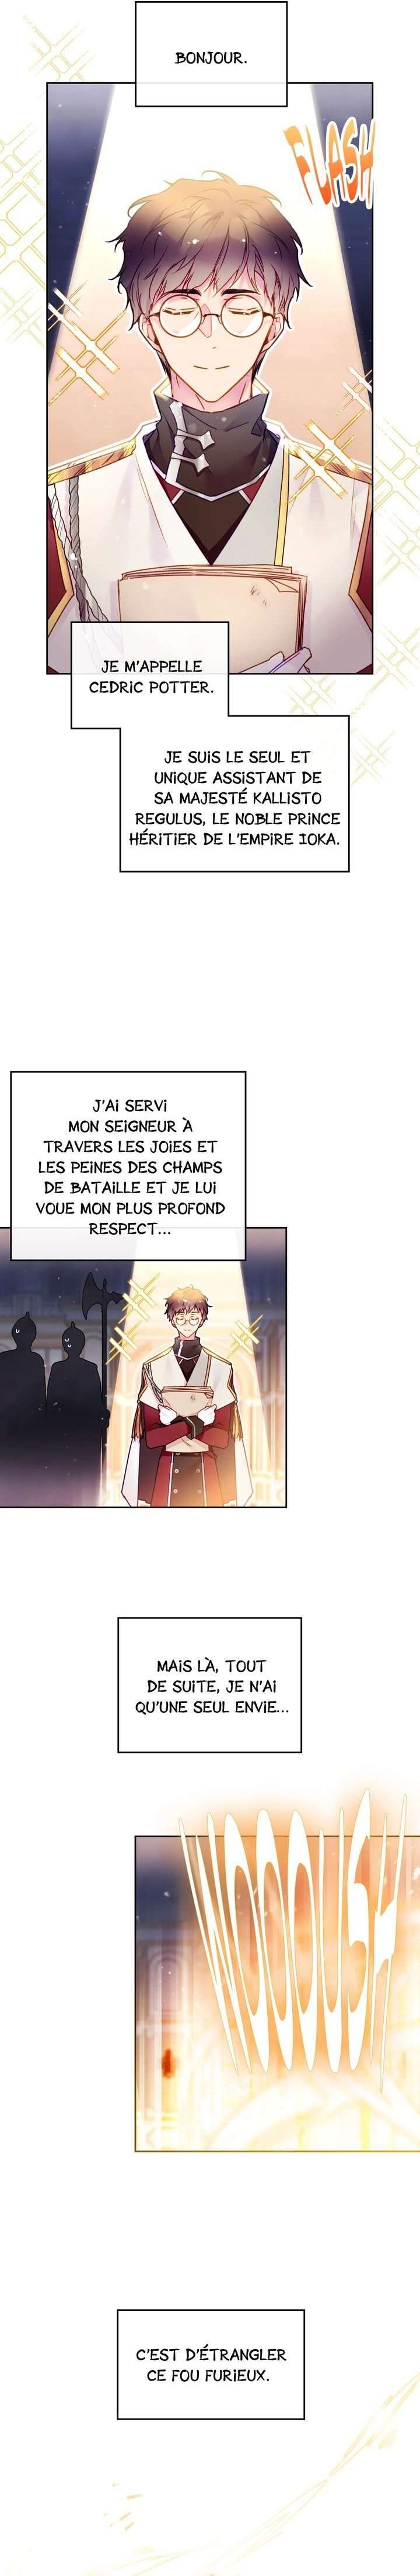 BONJOUR.
FLASH
JE M'APPELLE
CEDRIC POTTER.
JE SUIS LE SEUL ET
UNIQUE ASSISTANT DE
SA MAJESTÉ KALLISTO
REGULUS, LE NOBLE PRINCE
HÉRITIER DE L'EMPIRE IOKA.
J'AI SERVI
MON SEIGNEUR À
TRAVERS LES JOIES ET
LES PEINES DES CHAMPS
DE BATAILLE ET JE LUI
VOUE MON PLUS PROFOND
RESPECT...
MAIS LÀ, TOUT
DE SUITE, JE N'AI
QU'UNE SEUL ENVIE...
WOOOUSH
C'EST D'ÉTRANGLER
CE FOU FURIEUX.